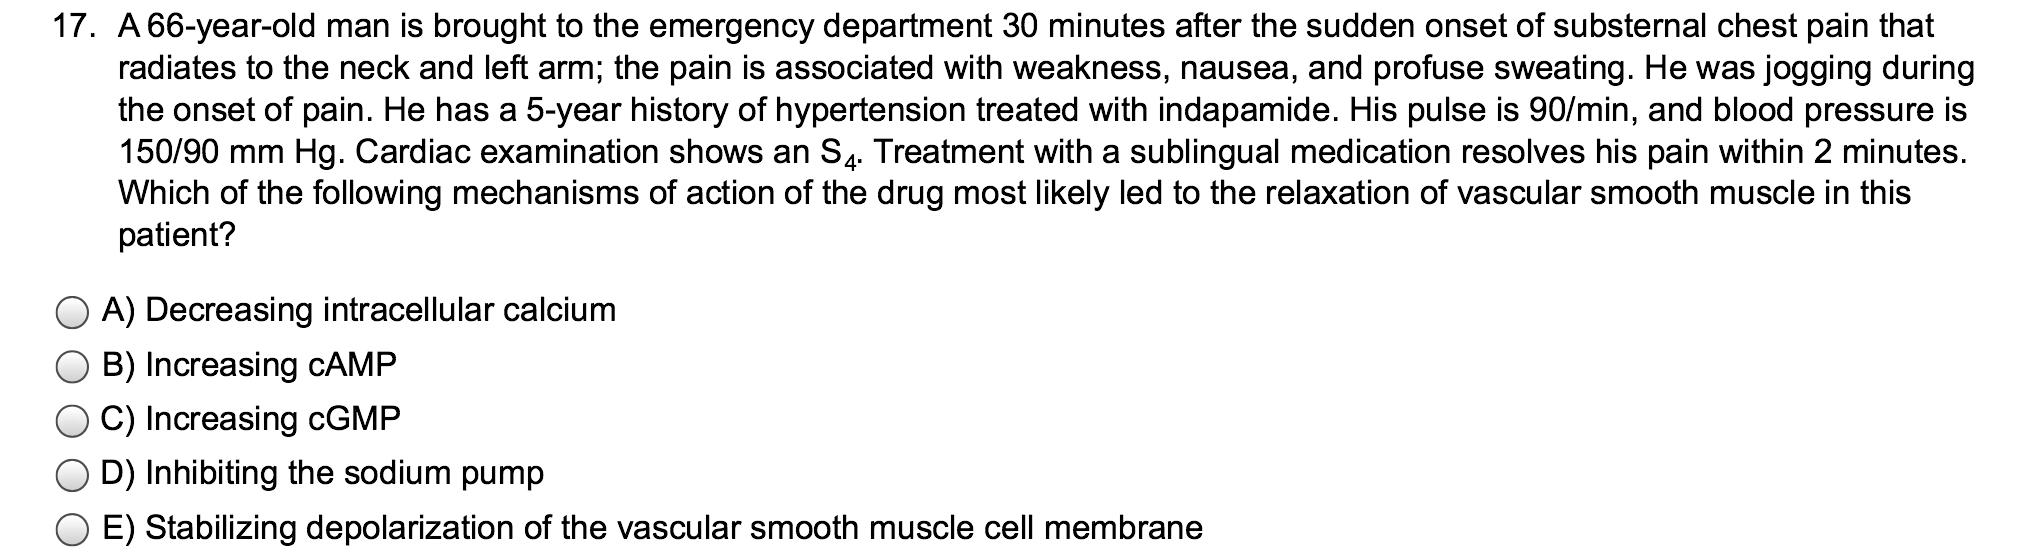 17. A 66-year-old man is brought to the emergency department 30 minutes after the sudden onset of substernal chest pain that
radiates to the neck and left arm; the pain is associated with weakness, nausea, and profuse sweating. He was jogging during
the onset of pain. He has a 5-year history of hypertension treated with indapamide. His pulse is 90/min, and blood pressure is
150/90 mm Hg. Cardiac examination shows an S₄. Treatment with a sublingual medication resolves his pain within 2 minutes.
Which of the following mechanisms of action of the drug most likely led to the relaxation of vascular smooth muscle in this
patient?
A) Decreasing intracellular calcium
B) Increasing cAMP
C) Increasing cGMP
D) Inhibiting the sodium pump
E) Stabilizing depolarization of the vascular smooth muscle cell membrane